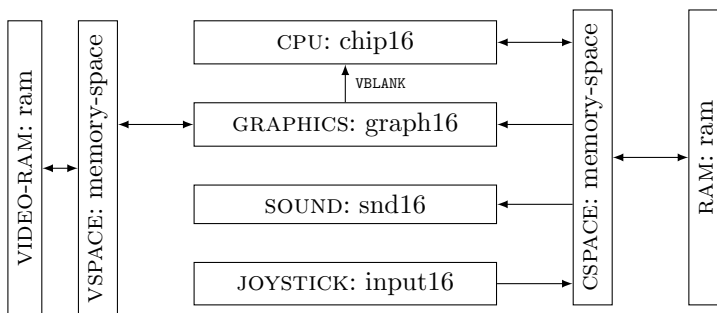 VIDEO-RAM: ram
VSPACE: memory-space
CPU: chip16
VBLANK
GRAPHICS: graph16
SOUND: snd16
JOYSTICK: input16
CSPACE: memory-space
RAM: ram